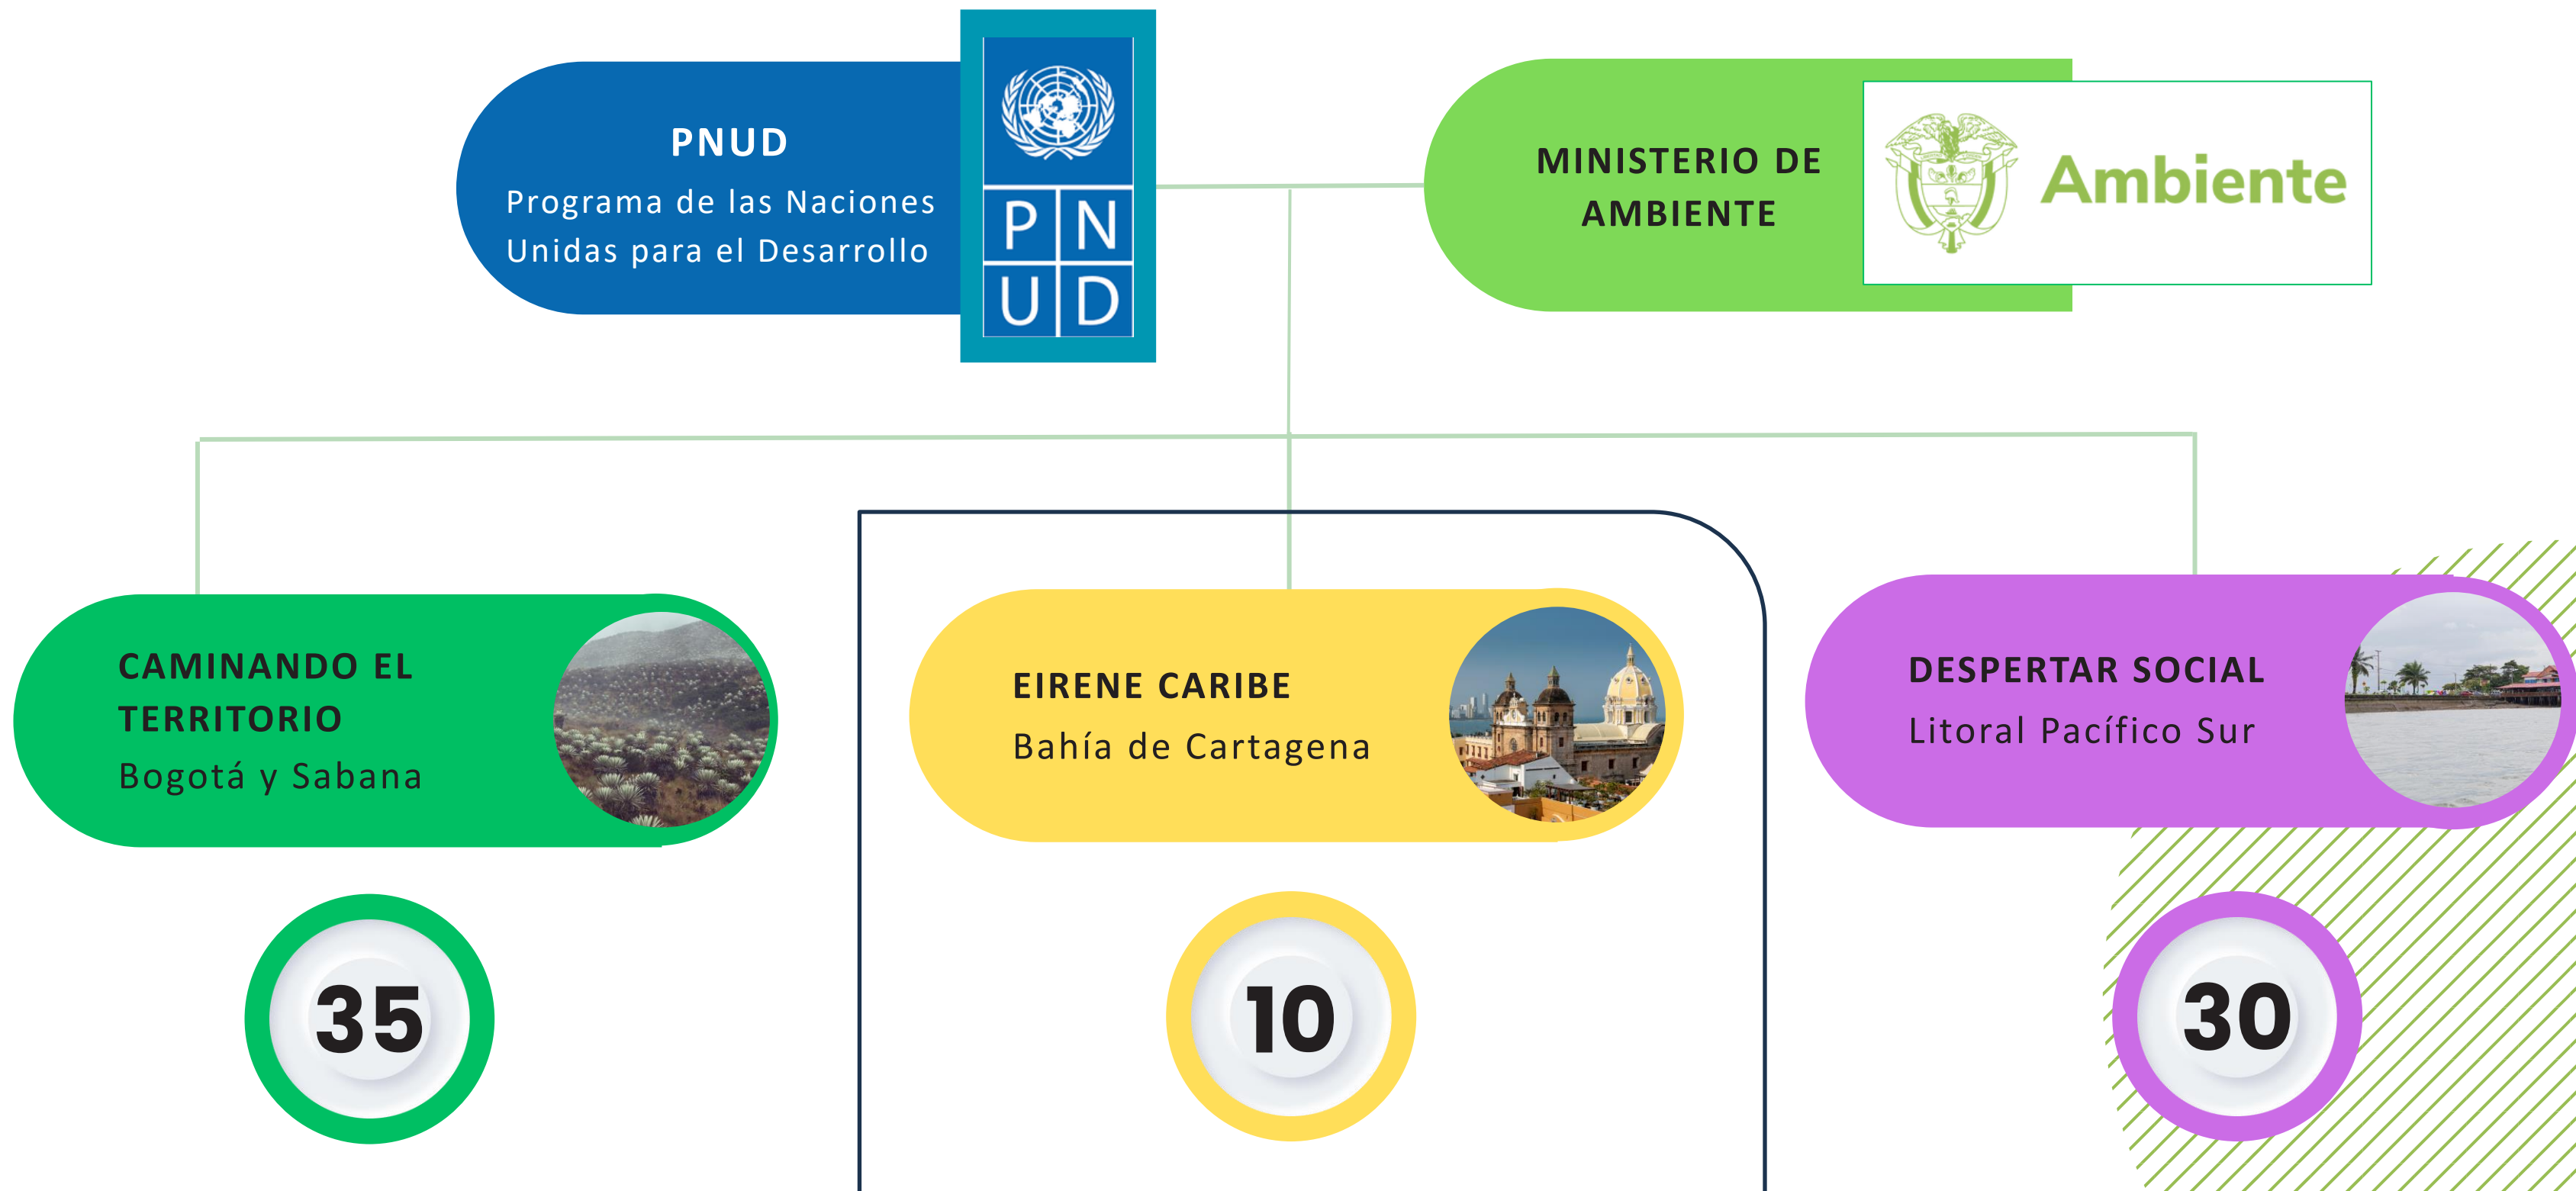 PNUD
Programa de las Naciones
Unidas para el Desarrollo
P N
U D
MINISTERIO DE
AMBIENTE
Ambiente
CAMINANDO EL
TERRITORIO
Bogotá y Sabana
35
EIRENE CARIBE
Bahía de Cartagena
10
DESPERTAR SOCIAL
Litoral Pacífico Sur
30